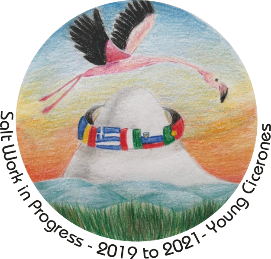 Salt Work in Progress - 2019 to 2021- Young Cicerones